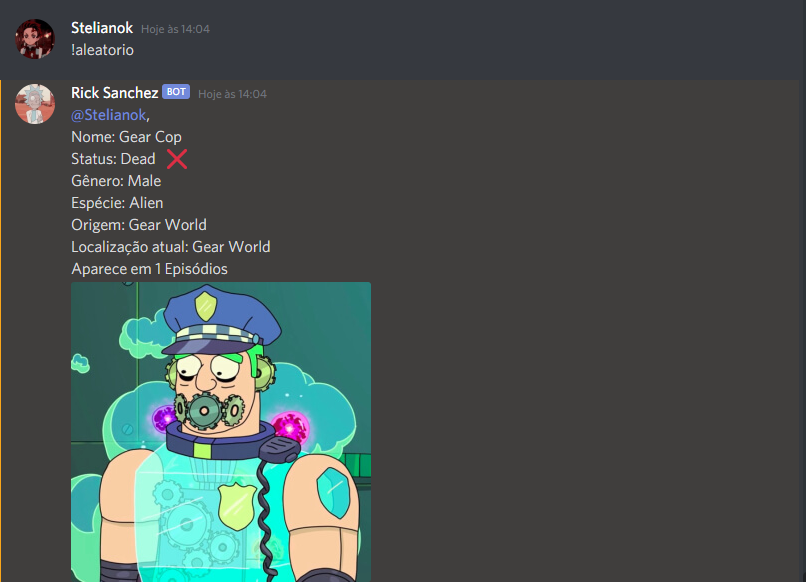 Stelianok Hoje às 14:04
!aleatorio
Rick Sanchez BOT Hoje às 14:04
@Stelianok,
Nome: Gear Cop
Status: Dead ❌
Gênero: Male
Espécie: Alien
Origem: Gear World
Localização atual: Gear World
Aparece em 1 Episódios